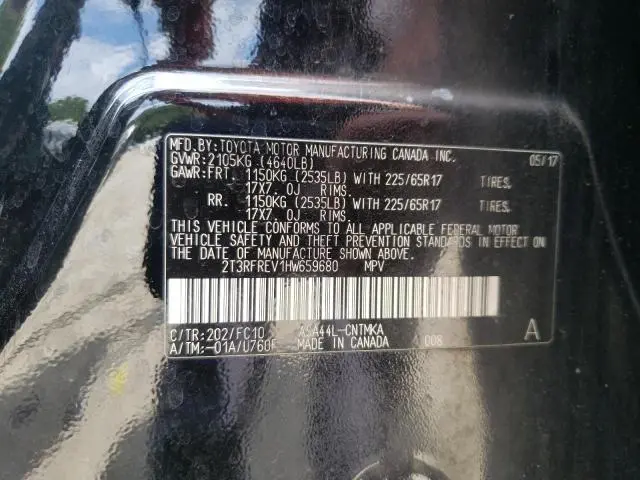 MFD.BY:TOYOTA MOTOR MANUFACTURING CANADA INC.
GVWR:2105KG (4640LB) 05/17
GAWR:FRT. 1150KG (2535LB) WITH 225/65R17 TIRES.
17X7. 0J RIMS.
RR. 1150KG (2535LB) WITH 225/65R17 TIRES.
17X7. 0J RIMS.
THIS VEHICLE CONFORMS TO ALL APPLICABLE FEDERAL MOTOR
VEHICLE SAFETY AND THEFT PREVENTION STANDARDS IN EFFECT ON
THE DATE OF MANUFACTURE SHOWN ABOVE.
2T3RFREV1HW659680 MPV
C/TR:202/FC10 ASA44L-CNTMKA
A/TM:-01A/U760F MADE IN CANADA 008 A